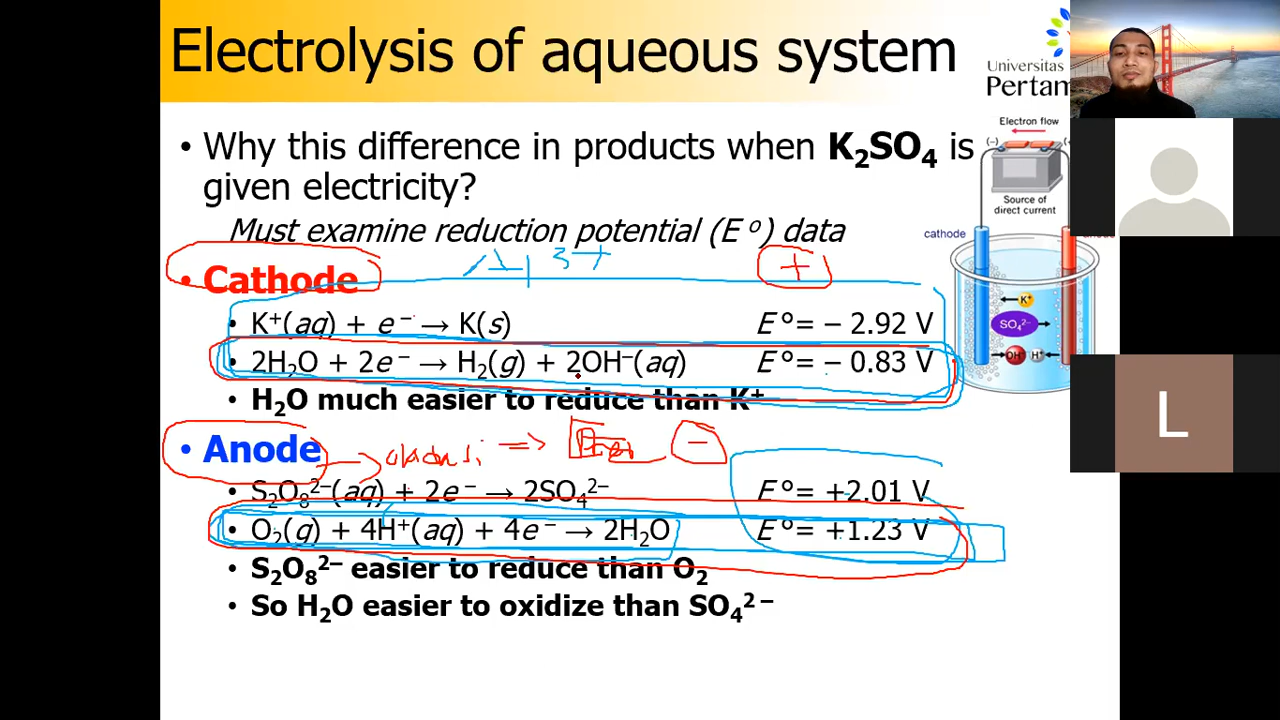 Electrolysis of aqueous system
Universitas
Pertam
• Why this difference in products when K₂SO₄ is
given electricity?
Must examine reduction potential (E °) data
• Cathode
+
• K⁺(aq) + e⁻ → K(s) E°= − 2.92 V
• 2H₂O + 2e⁻ → H₂(g) + 2OH⁻(aq) E°= − 0.83 V
• H₂O much easier to reduce than K⁺
• Anode
−
• S₂O₈²⁻(aq) + 2e⁻ → 2SO₄²⁻ E°= +2.01 V
• O₂(g) + 4H⁺(aq) + 4e⁻ → 2H₂O E°= +1.23 V
• S₂O₈²⁻ easier to reduce than O₂
• So H₂O easier to oxidize than SO₄²⁻
Electron flow
(−) (+
Source of
direct current
cathode
K⁺
SO₄²⁻
OH⁻ H⁺
L